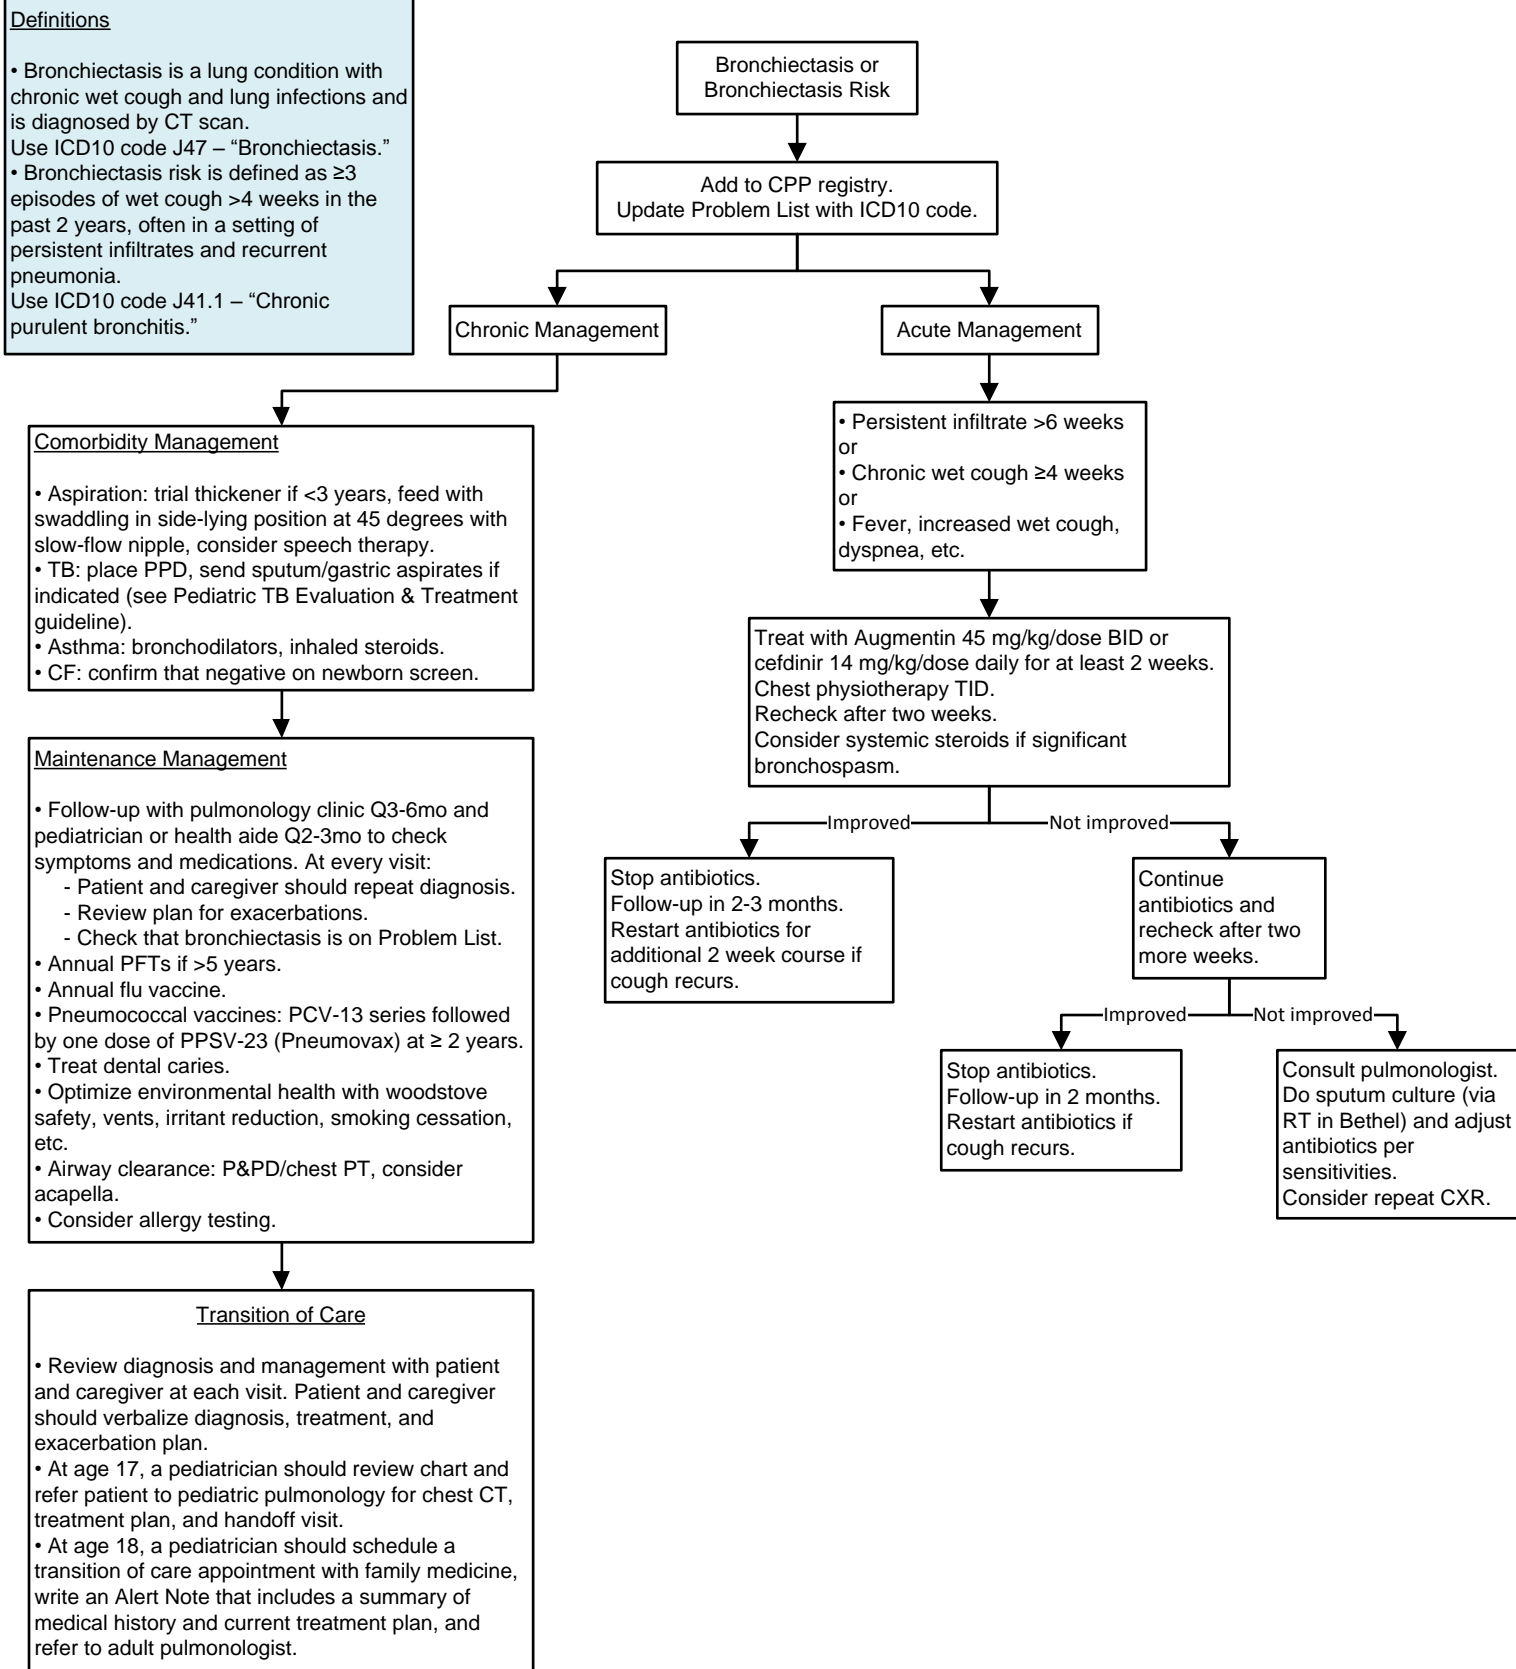 Definitions
• Bronchiectasis is a lung condition with
chronic wet cough and lung infections and
is diagnosed by CT scan.
Use ICD10 code J47 – “Bronchiectasis.”
• Bronchiectasis risk is defined as ≥3
episodes of wet cough >4 weeks in the
past 2 years, often in a setting of
persistent infiltrates and recurrent
pneumonia.
Use ICD10 code J41.1 – “Chronic
purulent bronchitis.”
Bronchiectasis or
Bronchiectasis Risk
Add to CPP registry.
Update Problem List with ICD10 code.
Chronic Management
Acute Management
Comorbidity Management
• Aspiration: trial thickener if <3 years, feed with
swaddling in side-lying position at 45 degrees with
slow-flow nipple, consider speech therapy.
• TB: place PPD, send sputum/gastric aspirates if
indicated (see Pediatric TB Evaluation & Treatment
guideline).
• Asthma: bronchodilators, inhaled steroids.
• CF: confirm that negative on newborn screen.
Maintenance Management
• Follow-up with pulmonology clinic Q3-6mo and
pediatrician or health aide Q2-3mo to check
symptoms and medications. At every visit:
- Patient and caregiver should repeat diagnosis.
- Review plan for exacerbations.
- Check that bronchiectasis is on Problem List.
• Annual PFTs if >5 years.
• Annual flu vaccine.
• Pneumococcal vaccines: PCV-13 series followed
by one dose of PPSV-23 (Pneumovax) at ≥ 2 years.
• Treat dental caries.
• Optimize environmental health with woodstove
safety, vents, irritant reduction, smoking cessation,
etc.
• Airway clearance: P&PD/chest PT, consider
acapella.
• Consider allergy testing.
Transition of Care
• Review diagnosis and management with patient
and caregiver at each visit. Patient and caregiver
should verbalize diagnosis, treatment, and
exacerbation plan.
• At age 17, a pediatrician should review chart and
refer patient to pediatric pulmonology for chest CT,
treatment plan, and handoff visit.
• At age 18, a pediatrician should schedule a
transition of care appointment with family medicine,
write an Alert Note that includes a summary of
medical history and current treatment plan, and
refer to adult pulmonologist.
• Persistent infiltrate >6 weeks
or
• Chronic wet cough ≥4 weeks
or
• Fever, increased wet cough,
dyspnea, etc.
Treat with Augmentin 45 mg/kg/dose BID or
cefdinir 14 mg/kg/dose daily for at least 2 weeks.
Chest physiotherapy TID.
Recheck after two weeks.
Consider systemic steroids if significant
bronchospasm.
Improved
Not improved
Stop antibiotics.
Follow-up in 2-3 months.
Restart antibiotics for
additional 2 week course if
cough recurs.
Continue
antibiotics and
recheck after two
more weeks.
Improved
Not improved
Stop antibiotics.
Follow-up in 2 months.
Restart antibiotics if
cough recurs.
Consult pulmonologist.
Do sputum culture (via
RT in Bethel) and adjust
antibiotics per
sensitivities.
Consider repeat CXR.